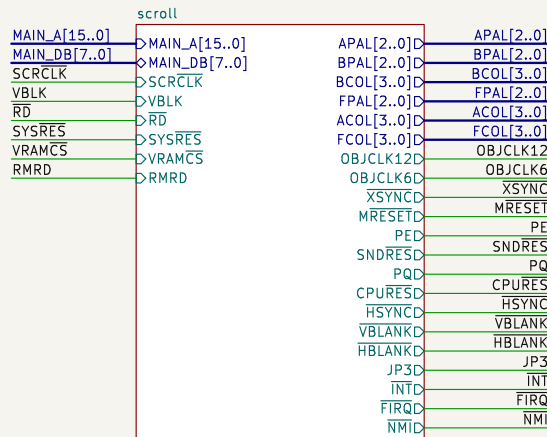 scroll
MAIN_A[15..0]
MAIN_DB[7..0]
SCRCLK
VBLK
RD
SYSRES
VRAMCS
RMRD
MAIN_A[15..0]
MAIN_DB[7..0]
SCRCLK
VBLK
RD
SYSRES
VRAMCS
RMRD
APAL[2..0]
BPAL[2..0]
BCOL[3..0]
FPAL[2..0]
ACOL[3..0]
FCOL[3..0]
OBJCLK12
OBJCLK6
XSYNC
MRESET
PE
SNDRES
PQ
CPURES
HSYNC
VBLANK
HBLANK
JP3
INT
FIRQ
NMI
APAL[2..0]
BPAL[2..0]
BCOL[3..0]
FPAL[2..0]
ACOL[3..0]
FCOL[3..0]
OBJCLK12
OBJCLK6
XSYNC
MRESET
PE
SNDRES
PQ
CPURES
HSYNC
VBLANK
HBLANK
JP3
INT
FIRQ
NMI